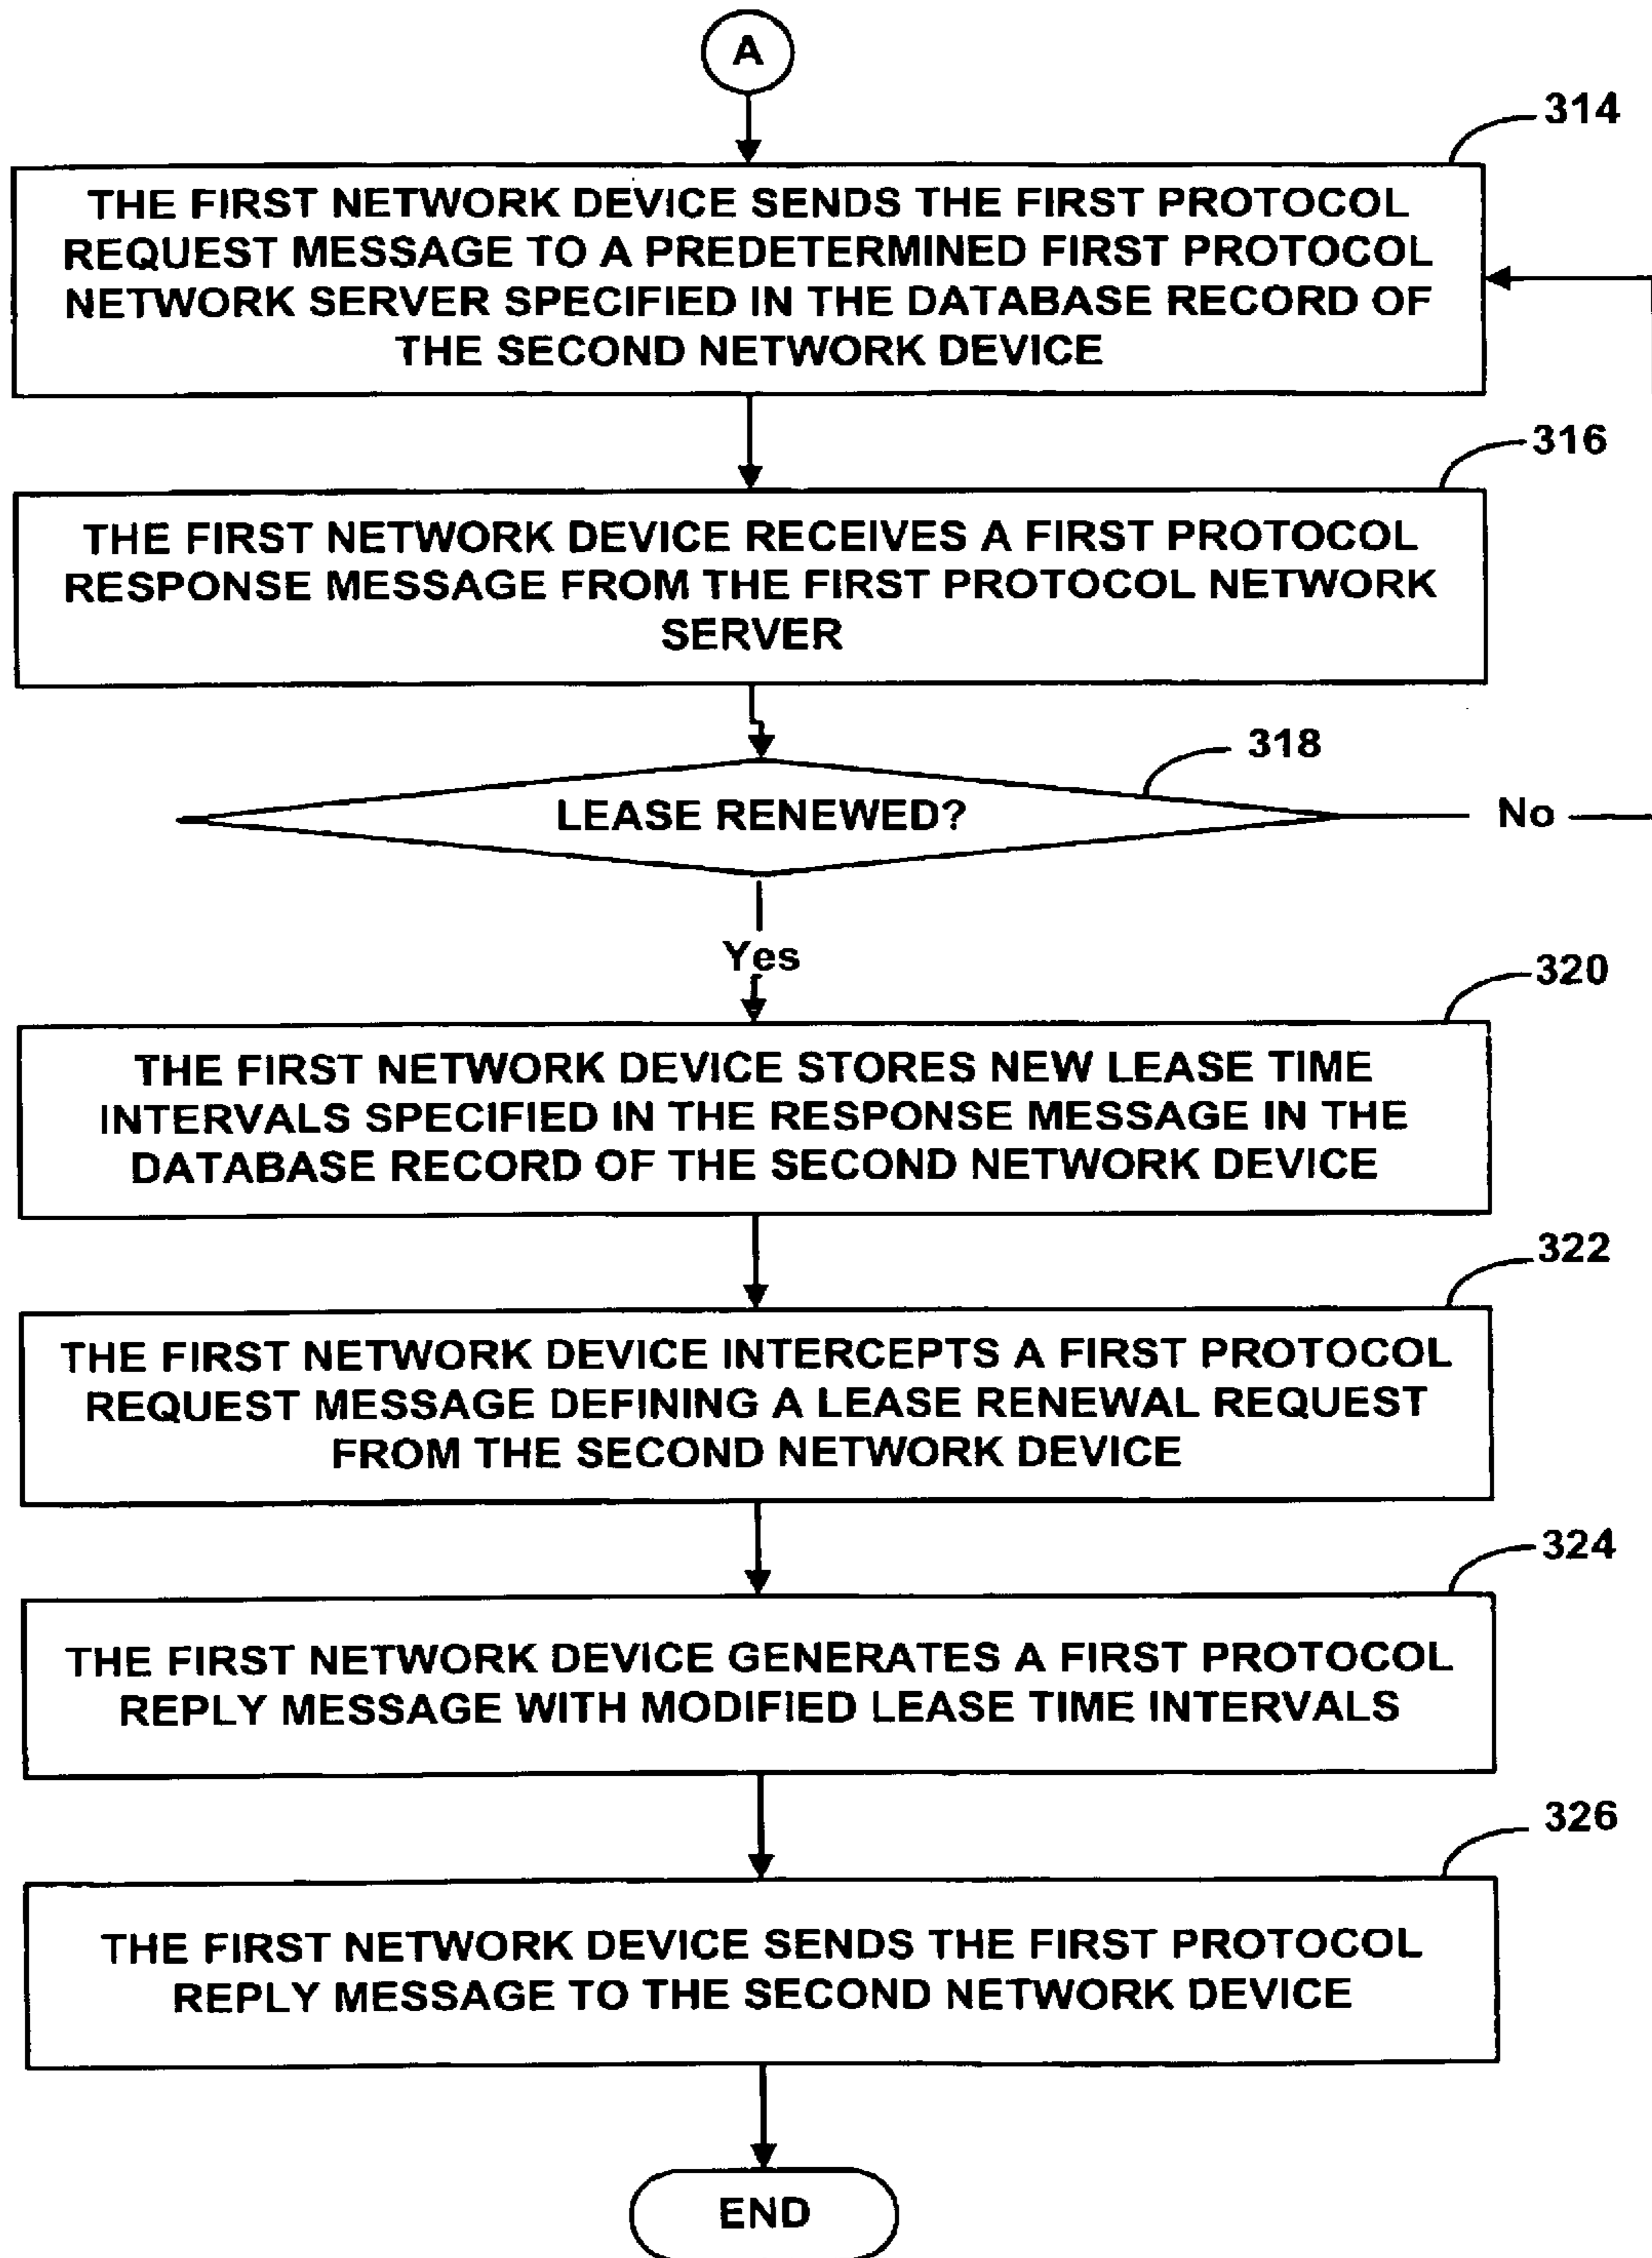 A
314
THE FIRST NETWORK DEVICE SENDS THE FIRST PROTOCOL
REQUEST MESSAGE TO A PREDETERMINED FIRST PROTOCOL
NETWORK SERVER SPECIFIED IN THE DATABASE RECORD OF
THE SECOND NETWORK DEVICE
316
THE FIRST NETWORK DEVICE RECEIVES A FIRST PROTOCOL
RESPONSE MESSAGE FROM THE FIRST PROTOCOL NETWORK
SERVER
318
LEASE RENEWED?
No
Yes
320
THE FIRST NETWORK DEVICE STORES NEW LEASE TIME
INTERVALS SPECIFIED IN THE RESPONSE MESSAGE IN THE
DATABASE RECORD OF THE SECOND NETWORK DEVICE
322
THE FIRST NETWORK DEVICE INTERCEPTS A FIRST PROTOCOL
REQUEST MESSAGE DEFINING A LEASE RENEWAL REQUEST
FROM THE SECOND NETWORK DEVICE
324
THE FIRST NETWORK DEVICE GENERATES A FIRST PROTOCOL
REPLY MESSAGE WITH MODIFIED LEASE TIME INTERVALS
326
THE FIRST NETWORK DEVICE SENDS THE FIRST PROTOCOL
REPLY MESSAGE TO THE SECOND NETWORK DEVICE
END